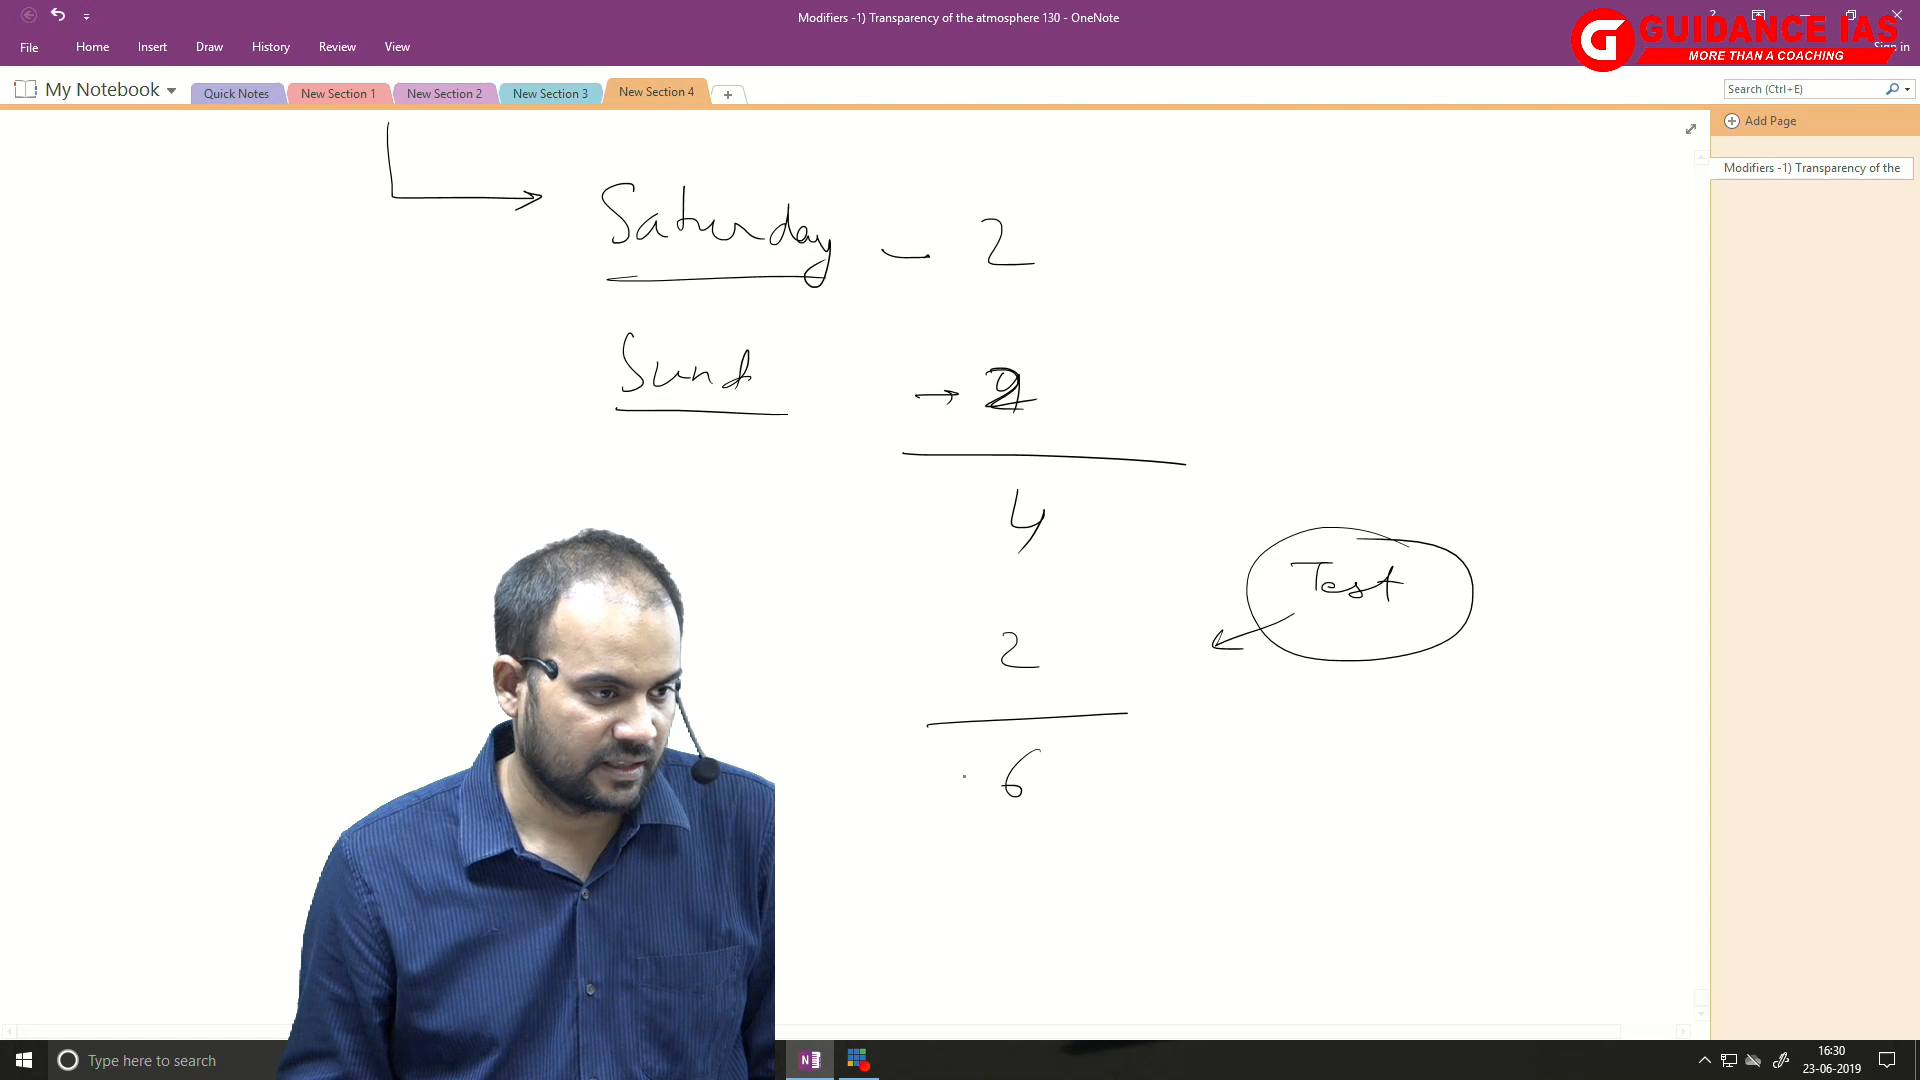 Modifiers -1) Transparency of the atmosphere 130 - OneNote
?
GUIDANCE IAS
MORE THAN A COACHING
Sign in
File
Home
Insert
Draw
History
Review
View
My Notebook
Quick Notes
New Section 1
New Section 2
New Section 3
New Section 4
+
Search (Ctrl+E)
Add Page
Modifiers -1) Transparency of the
Saturday - 2
→ 2
4
Test
2
6
Type here to search
N
16:30
23-06-2019